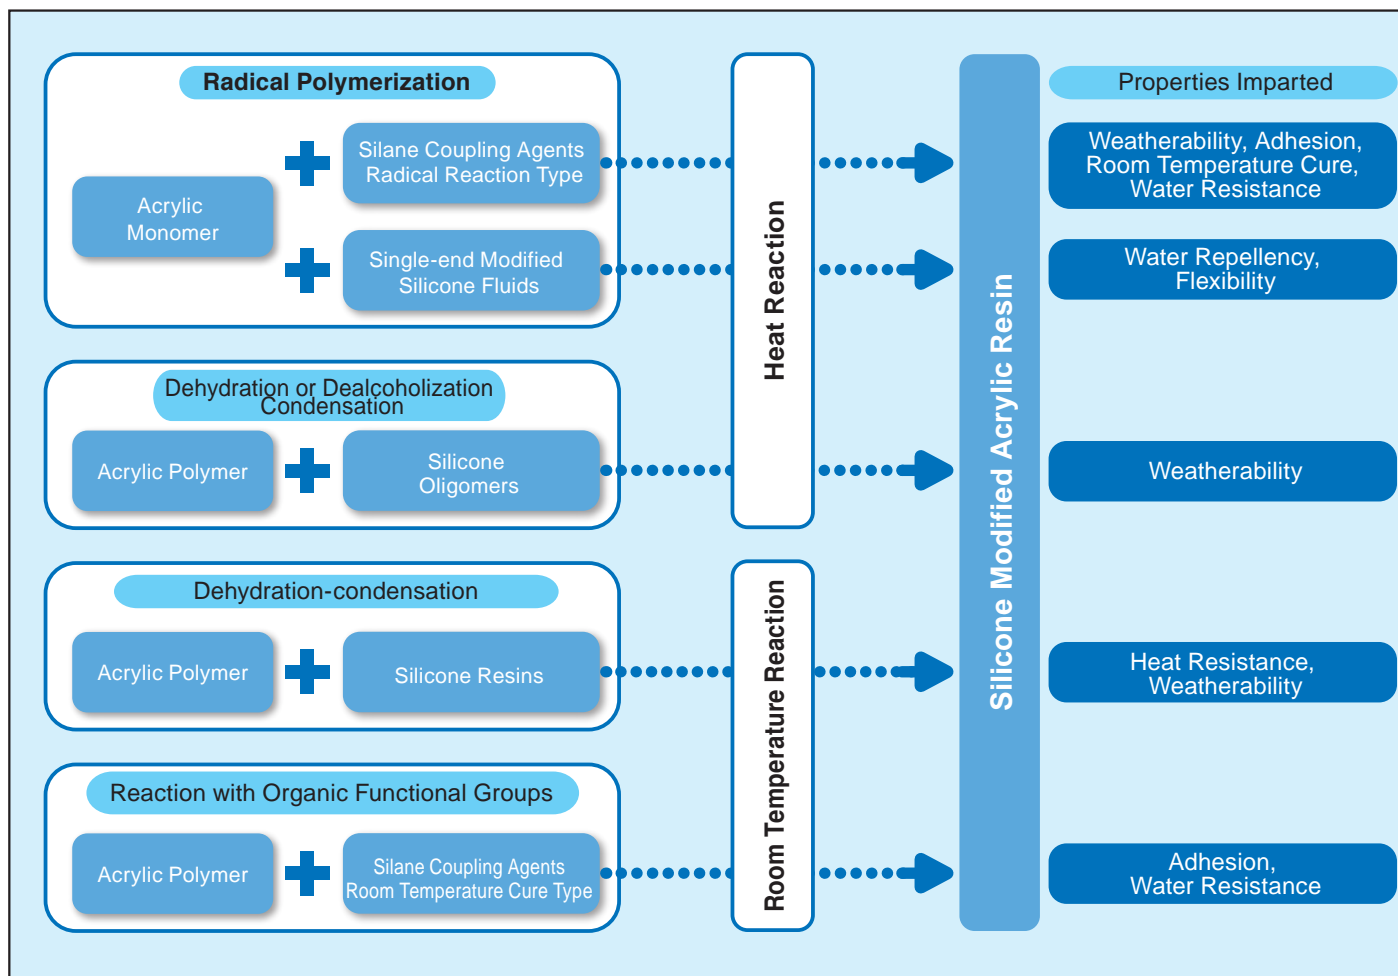 Radical Polymerization
Acrylic
Monomer
Silane Coupling Agents
Radical Reaction Type
Single-end Modified
Silicone Fluids
Dehydration or Dealcoholization
Condensation
Acrylic Polymer
Silicone
Oligomers
Dehydration-condensation
Acrylic Polymer
Silicone Resins
Reaction with Organic Functional Groups
Acrylic Polymer
Silane Coupling Agents
Room Temperature Cure Type
Heat Reaction
Room Temperature Reaction
Silicone Modified Acrylic Resin
Properties Imparted
Weatherability, Adhesion,
Room Temperature Cure,
Water Resistance
Water Repellency,
Flexibility
Weatherability
Heat Resistance,
Weatherability
Adhesion,
Water Resistance